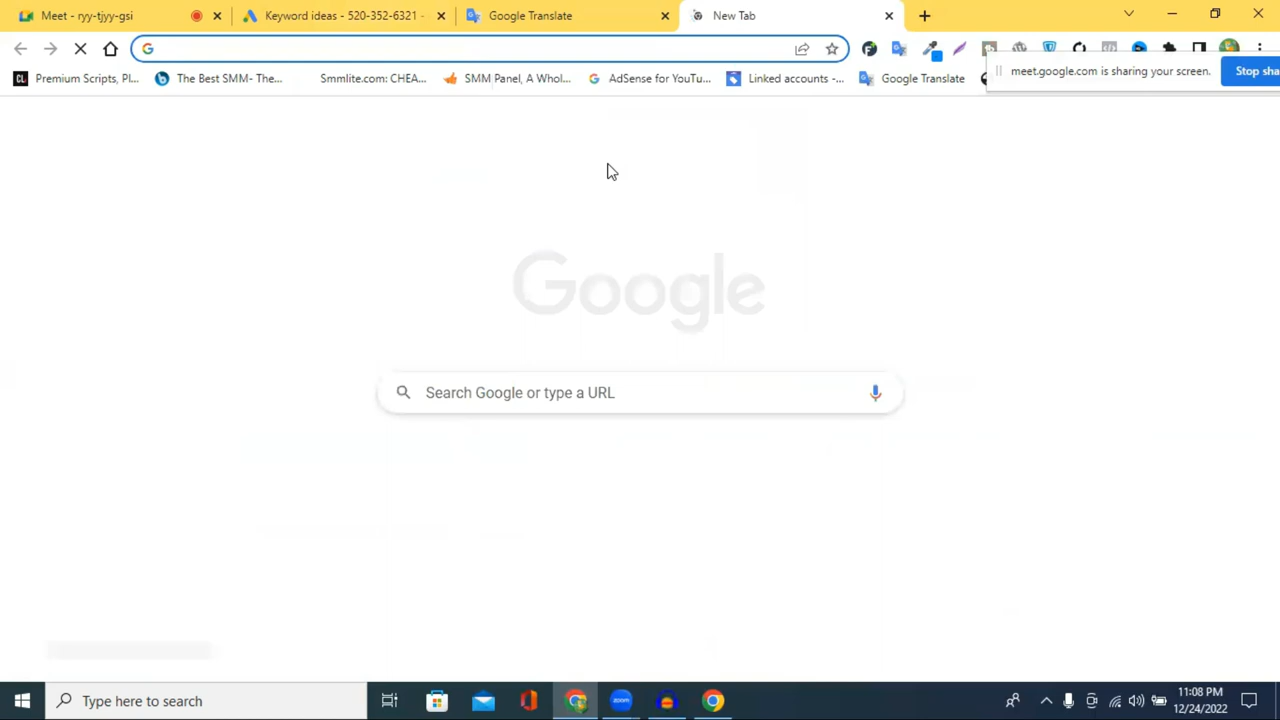 Meet - ryy-tjyy-gsi
Keyword ideas - 520-352-6321 -
Google Translate
New Tab
Premium Scripts, Pl...
The Best SMM- The...
Smmlite.com: CHEA...
SMM Panel, A Whol...
AdSense for YouTu...
Linked accounts -...
Google Translate
meet.google.com is sharing your screen.
Stop sha
Google
Search Google or type a URL
Type here to search
zoom
11:08 PM
12/24/2022